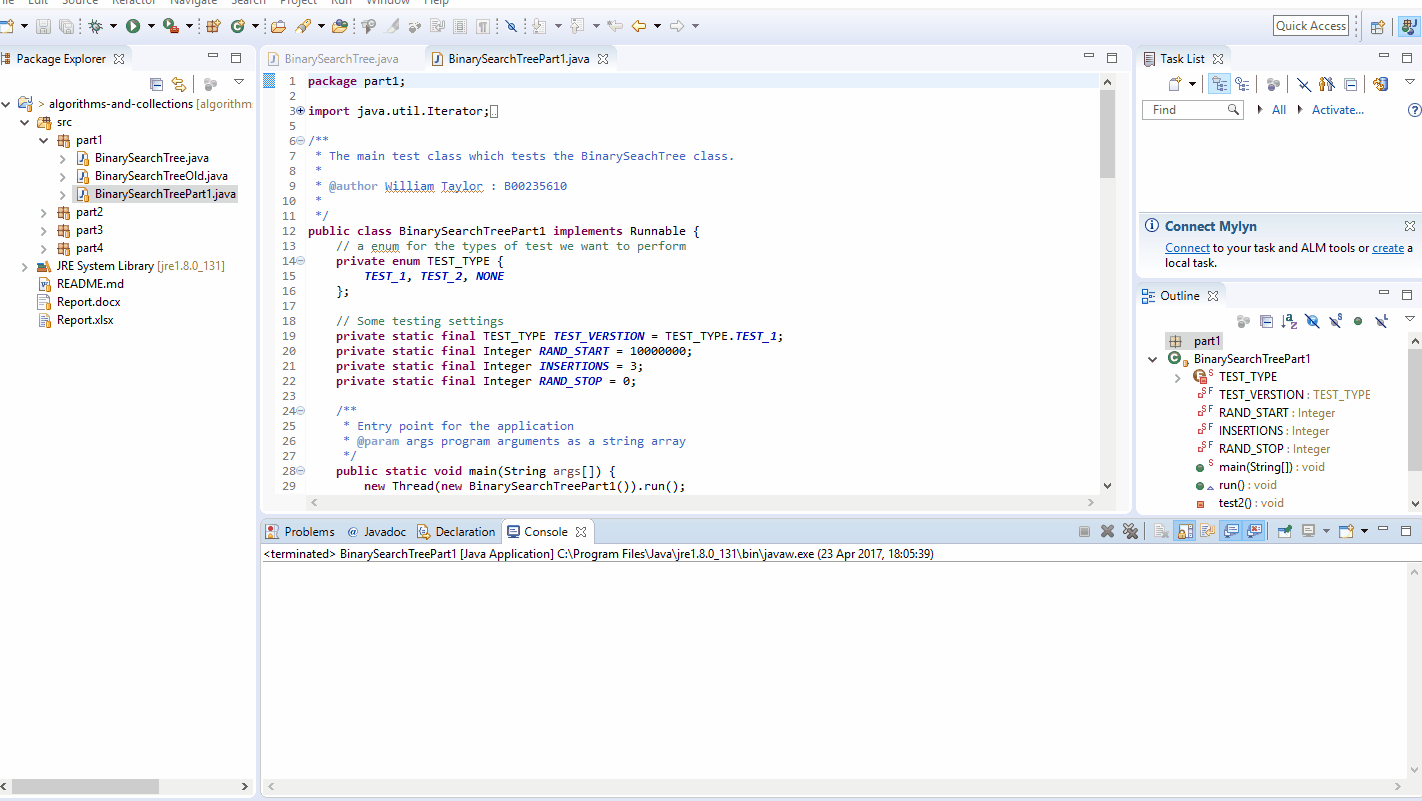 File Edit Source Refactor Navigate Search Project Run Window Help
Quick Access
Package Explorer
> algorithms-and-collections [algorithms
src
part1
BinarySearchTree.java
BinarySearchTreeOld.java
BinarySearchTreePart1.java
part2
part3
part4
JRE System Library [jre1.8.0_131]
README.md
Report.docx
Report.xlsx
BinarySearchTree.java
BinarySearchTreePart1.java
1 package part1;
2
3 import java.util.Iterator;
5
6 /**
7 * The main test class which tests the BinarySeachTree class.
8 *
9 * @author William Taylor : B00235610
10 *
11 */
12 public class BinarySearchTreePart1 implements Runnable {
13 // a enum for the types of test we want to perform
14 private enum TEST_TYPE {
15 TEST_1, TEST_2, NONE
16 };
17
18 // Some testing settings
19 private static final TEST_TYPE TEST_VERSTION = TEST_TYPE.TEST_1;
20 private static final Integer RAND_START = 10000000;
21 private static final Integer INSERTIONS = 3;
22 private static final Integer RAND_STOP = 0;
23
24 /**
25 * Entry point for the application
26 * @param args program arguments as a string array
27 */
28 public static void main(String args[]) {
29 new Thread(new BinarySearchTreePart1()).run();
Task List
Find
All
Activate...
Connect Mylyn
Connect to your task and ALM tools or create a
local task.
Outline
part1
BinarySearchTreePart1
TEST_TYPE
TEST_VERSTION : TEST_TYPE
RAND_START : Integer
INSERTIONS : Integer
RAND_STOP : Integer
main(String[]) : void
run() : void
test2() : void
Problems
@ Javadoc
Declaration
Console
<terminated> BinarySearchTreePart1 [Java Application] C:\Program Files\Java\jre1.8.0_131\bin\javaw.exe (23 Apr 2017, 18:05:39)